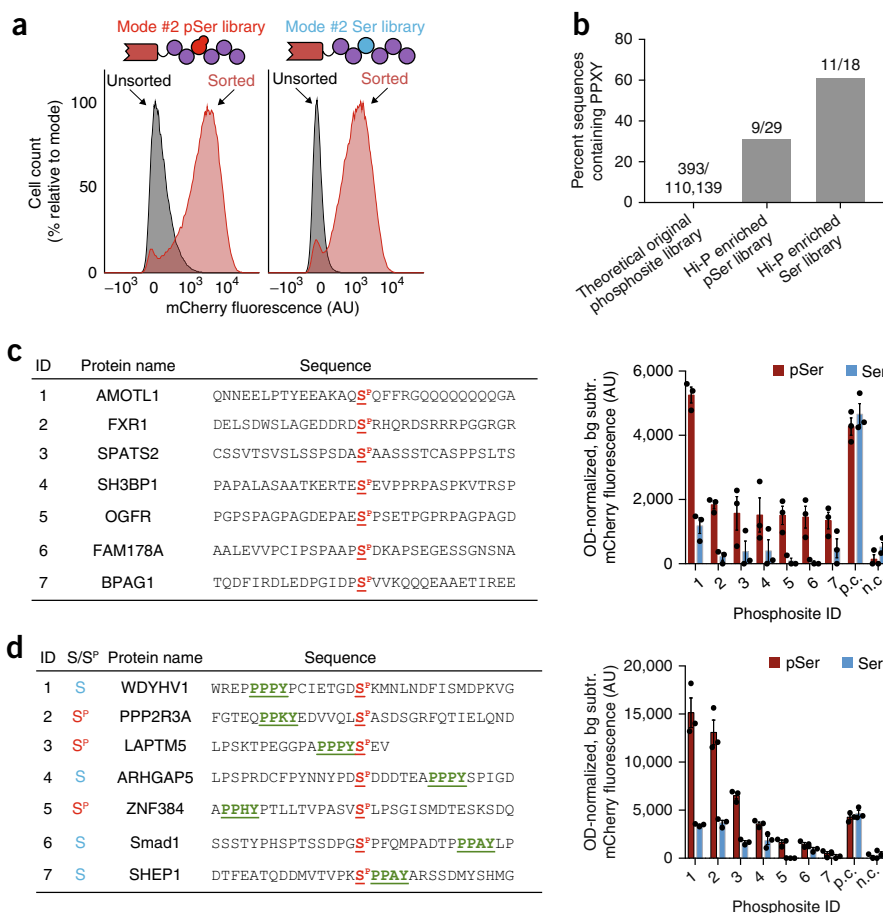 a
Mode #2 pSer library
Mode #2 Ser library
Unsorted
Sorted
Unsorted
Sorted
Cell count
(% relative to mode)
100
50
0
–10³ 0 10³ 10⁴
–10³ 0 10³ 10⁴
mCherry fluorescence (AU)
b
Percent sequences
containing PPXY
80
60
40
20
0
393/
110,139
9/29
11/18
Theoretical original
phosphosite library
Hi-P enriched
pSer library
Hi-P enriched
Ser library
c
ID Protein name Sequence
1 AMOTL1 QNNEELPTYEEAKAQSᴾQFFRGQQQQQQQQGA
2 FXR1 DELSDWSLAGEDDRDSᴾRHQRDSRRRPGGRGR
3 SPATS2 CSSVTSVSLSSPSDASᴾAASSSTCASPPSLTS
4 SH3BP1 PAPALASAATKERTESᴾEVPPRPASPKVTRSP
5 OGFR PGPSPAGPAGDEPAESᴾPSETPGPRPAGPAGD
6 FAM178A AALEVVPCIPSPAAPSᴾDKAPSEGESSGNSNA
7 BPAG1 TQDFIRDLEDPGIDPSᴾVVKQQQEAAETIREE
OD-normalized, bg subtr.
mCherry fluorescence (AU)
pSer Ser
6,000
4,000
2,000
0
1 2 3 4 5 6 7 p.c. n.c.
Phosphosite ID
d
ID S/Sᴾ Protein name Sequence
1 S WDYHV1 WREPPPPYPCIETGDSᴾKMNLNDFISMDPKVG
2 Sᴾ PPP2R3A FGTEQPPKYEDVVQLSᴾASDSGRFQTIELQND
3 Sᴾ LAPTM5 LPSKTPEGGPAPPPYSᴾEV
4 S ARHGAP5 LPSPRDCFPYNNYPDSᴾDDDTEAPPPYSPIGD
5 Sᴾ ZNF384 APPHYPTLLTVPASVSᴾLPSGISMDTESKSDQ
6 S Smad1 SSSTYPHSPTSSDPGSᴾPFQMPADTPPPAYLP
7 S SHEP1 DTFEATQDDMVTVPKSᴾPPAYARSSDMYSHMG
OD-normalized, bg subtr.
mCherry fluorescence (AU)
pSer Ser
20,000
15,000
10,000
5,000
0
1 2 3 4 5 6 7 p.c. n.c.
Phosphosite ID